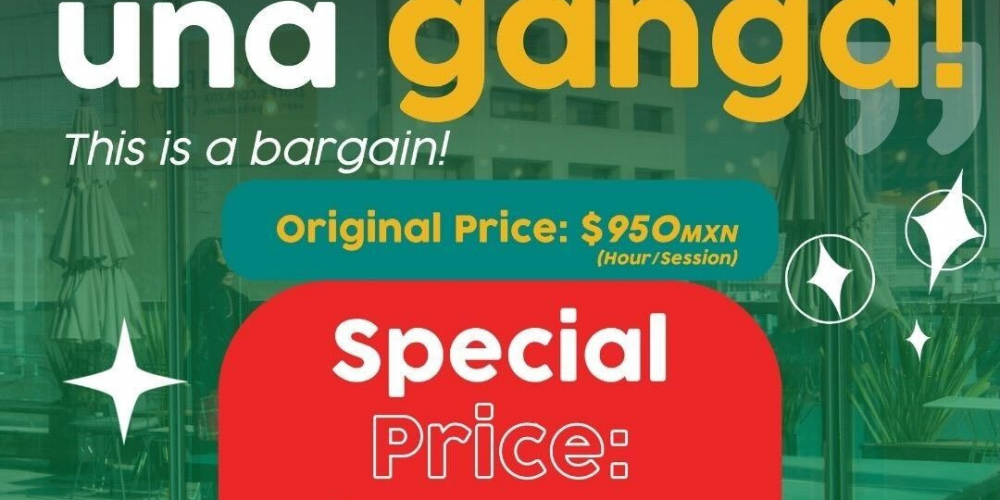 una ganga!
This is a bargain!
Original Price: $950MXN
(Hour/Session)
Special
Price: